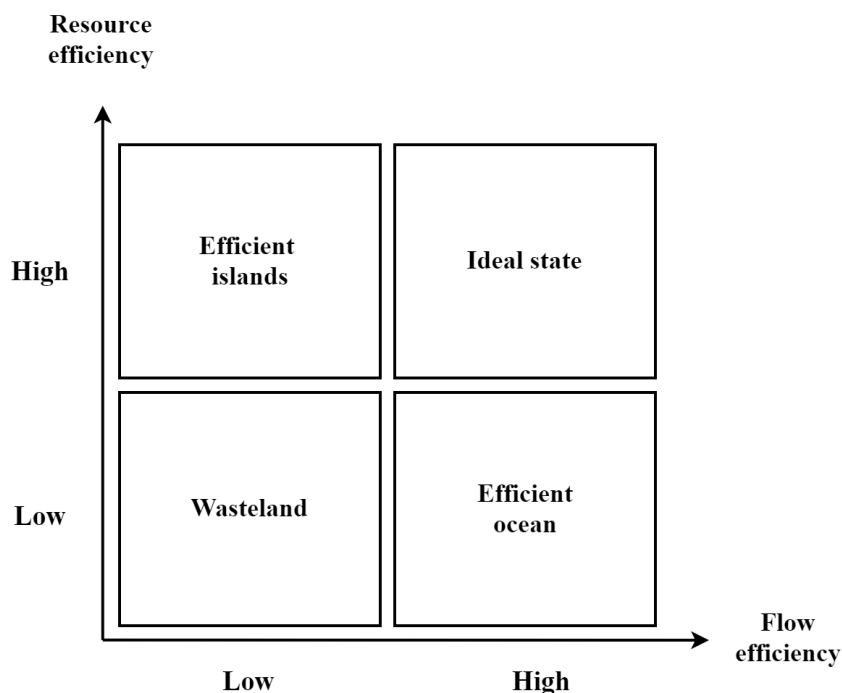 Resource
efficiency
High
Efficient
islands
Ideal state
Low
Wasteland
Efficient
ocean
Flow
efficiency
Low
High